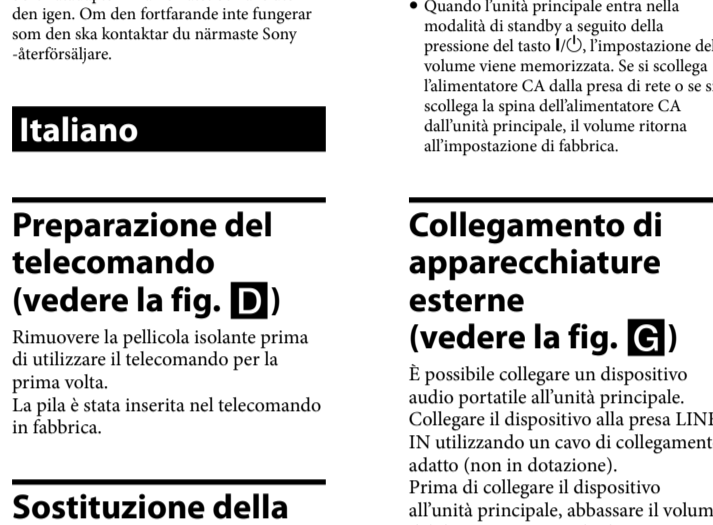 den igen. Om den fortfarande inte fungerar
som den ska kontaktar du närmaste Sony
-återförsäljare.
Italiano
Preparazione del
telecomando
(vedere la fig. D)
Rimuovere la pellicola isolante prima
di utilizzare il telecomando per la
prima volta.
La pila è stata inserita nel telecomando
in fabbrica.
Sostituzione della
• Quando l'unità principale entra nella
modalità di standby a seguito della
pressione del tasto I/⏻, l'impostazione del
volume viene memorizzata. Se si scollega
l'alimentatore CA dalla presa di rete o se si
scollega la spina dell'alimentatore CA
dall'unità principale, il volume ritorna
all'impostazione di fabbrica.
Collegamento di
apparecchiature
esterne
(vedere la fig. G)
È possibile collegare un dispositivo
audio portatile all'unità principale.
Collegare il dispositivo alla presa LINE
IN utilizzando un cavo di collegament
adatto (non in dotazione).
Prima di collegare il dispositivo
all'unità principale, abbassare il volum